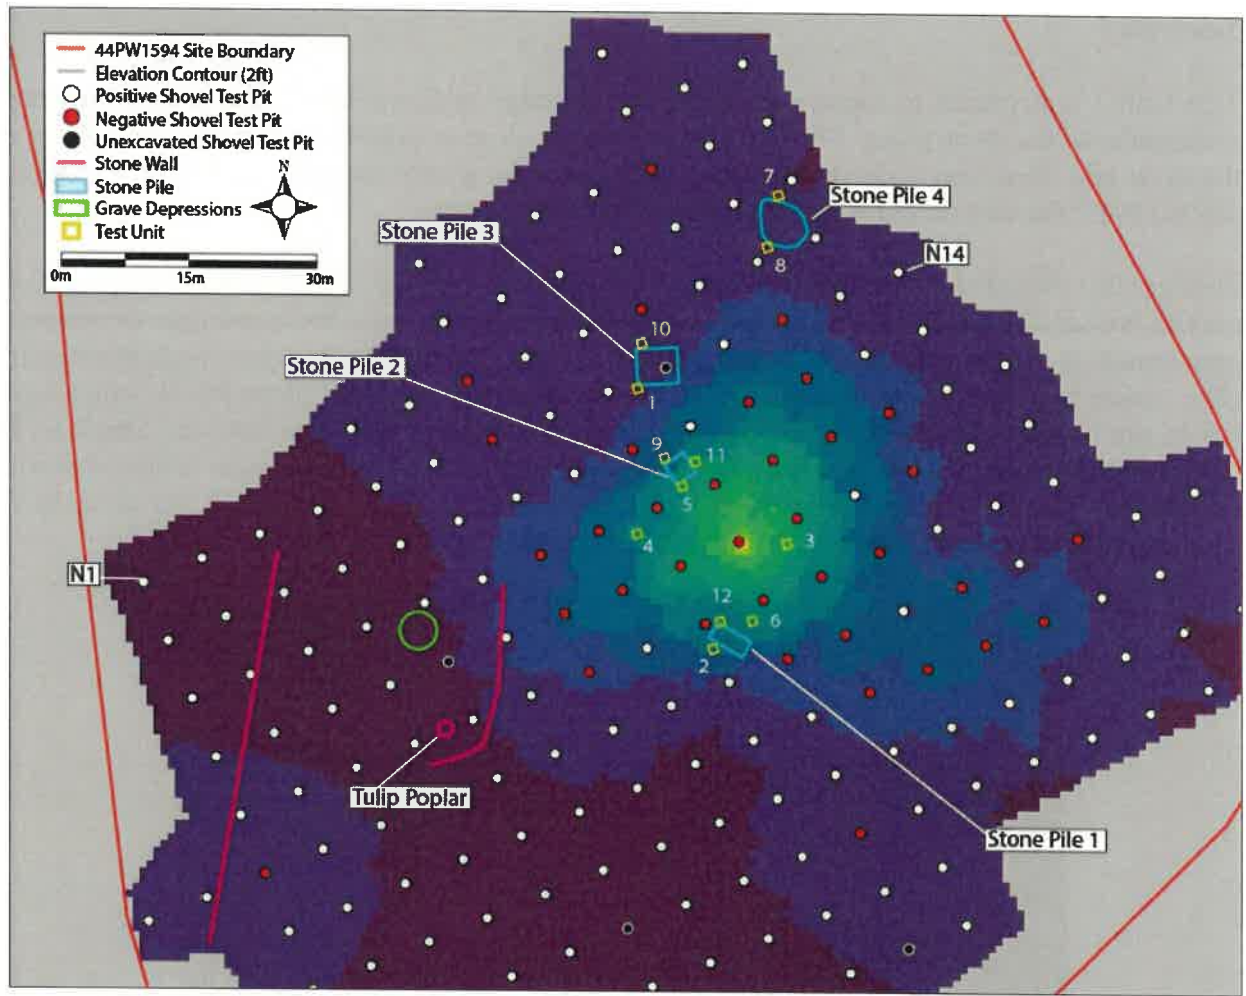 44PW1594 Site Boundary
Elevation Contour (2ft)
Positive Shovel Test Pit
Negative Shovel Test Pit
Unexcavated Shovel Test Pit
Stone Wall
Stone Pile
Grave Depressions
Test Unit
N
0m 15m 30m
7
Stone Pile 4
Stone Pile 3
8
N14
10
Stone Pile 2
1
9
11
5
4
3
N1
12
6
2
Tulip Poplar
Stone Pile 1